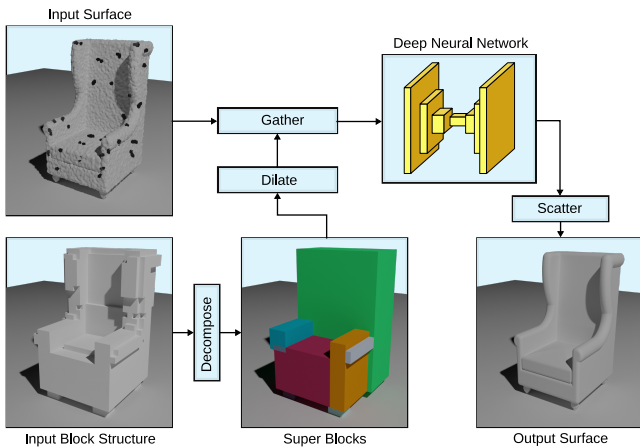 Input Surface
Deep Neural Network
Gather
Dilate
Scatter
Decompose
Input Block Structure
Super Blocks
Output Surface